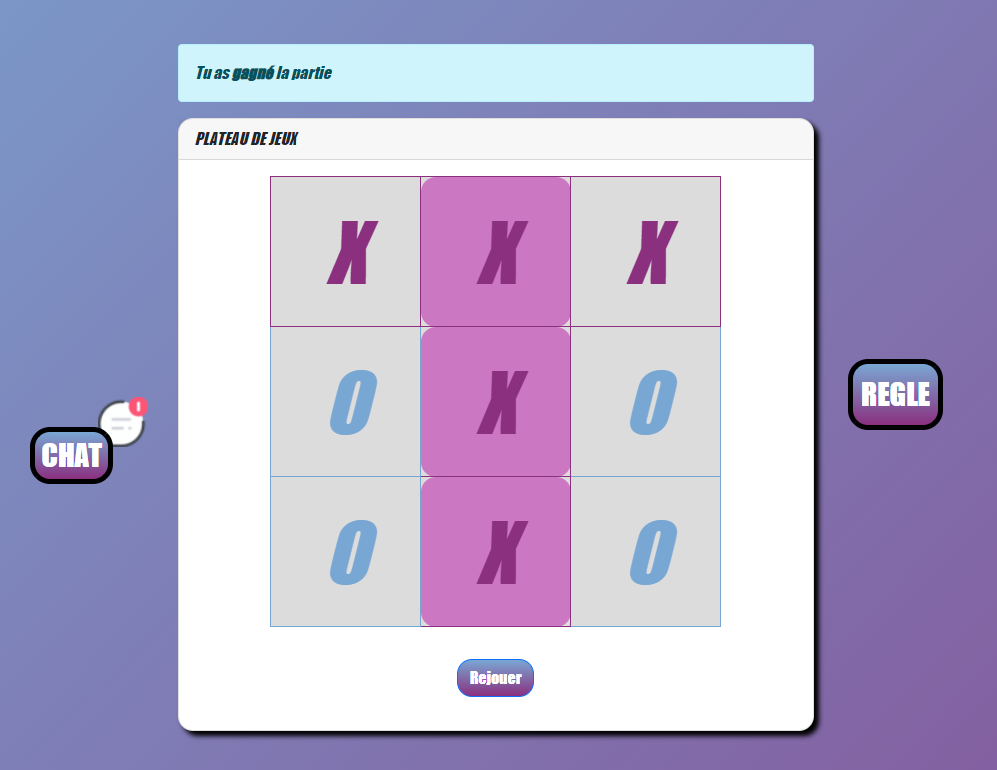 Tu as gagné la partie
PLATEAU DE JEUX
X X X
O X O
O X O
CHAT
REGLE
Rejouer